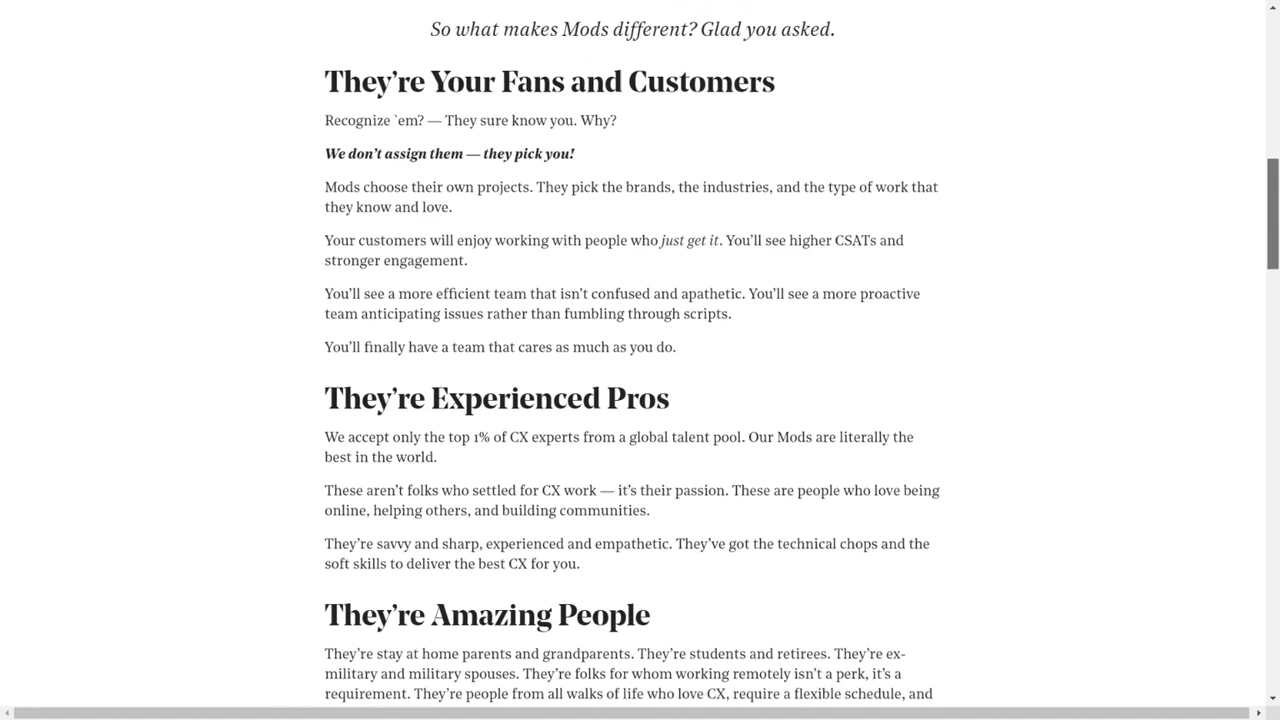 So what makes Mods different? Glad you asked.
They’re Your Fans and Customers
Recognize `em? — They sure know you. Why?
We don’t assign them — they pick you!
Mods choose their own projects. They pick the brands, the industries, and the type of work that
they know and love.
Your customers will enjoy working with people who just get it. You’ll see higher CSATs and
stronger engagement.
You’ll see a more efficient team that isn’t confused and apathetic. You’ll see a more proactive
team anticipating issues rather than fumbling through scripts.
You’ll finally have a team that cares as much as you do.
They’re Experienced Pros
We accept only the top 1% of CX experts from a global talent pool. Our Mods are literally the
best in the world.
These aren’t folks who settled for CX work — it’s their passion. These are people who love being
online, helping others, and building communities.
They’re savvy and sharp, experienced and empathetic. They’ve got the technical chops and the
soft skills to deliver the best CX for you.
They’re Amazing People
They’re stay at home parents and grandparents. They’re students and retirees. They’re ex-
military and military spouses. They’re folks for whom working remotely isn’t a perk, it’s a
requirement. They’re people from all walks of life who love CX, require a flexible schedule, and